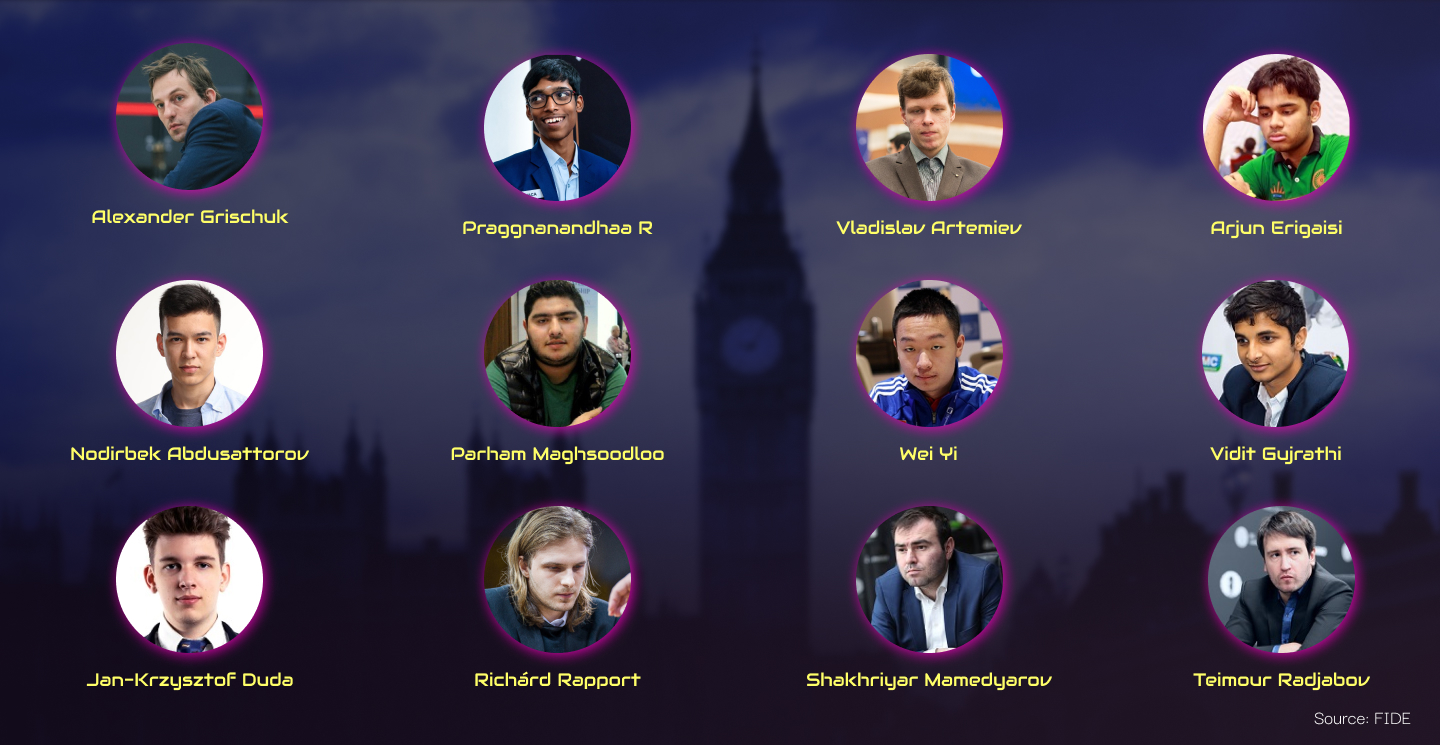 Alexander Grischuk
Praggnanandhaa R
Vladislav Artemiev
Arjun Erigaisi
Nodirbek Abdusattorov
Parham Maghsoodloo
Wei Yi
Vidit Gujrathi
Jan-Krzysztof Duda
Richárd Rapport
Shakhriyar Mamedyarov
Teimour Radjabov
Source: FIDE